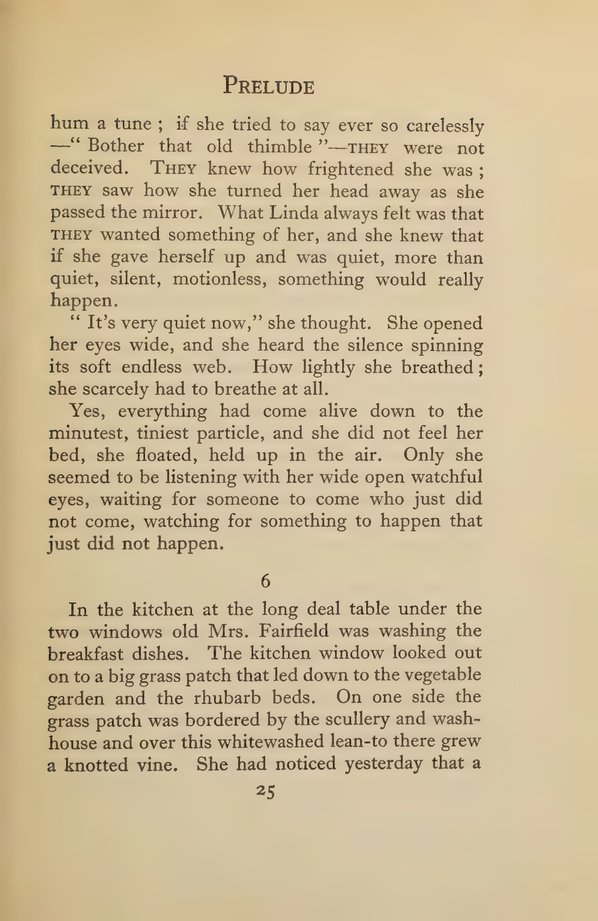 PRELUDE
hum a tune ; if she tried to say ever so carelessly
—“ Bother that old thimble ”—THEY were not
deceived. THEY knew how frightened she was ;
THEY saw how she turned her head away as she
passed the mirror. What Linda always felt was that
THEY wanted something of her, and she knew that
if she gave herself up and was quiet, more than
quiet, silent, motionless, something would really
happen.
“ It’s very quiet now,” she thought. She opened
her eyes wide, and she heard the silence spinning
its soft endless web. How lightly she breathed ;
she scarcely had to breathe at all.
Yes, everything had come alive down to the
minutest, tiniest particle, and she did not feel her
bed, she floated, held up in the air. Only she
seemed to be listening with her wide open watchful
eyes, waiting for someone to come who just did
not come, watching for something to happen that
just did not happen.
6
In the kitchen at the long deal table under the
two windows old Mrs. Fairfield was washing the
breakfast dishes. The kitchen window looked out
on to a big grass patch that led down to the vegetable
garden and the rhubarb beds. On one side the
grass patch was bordered by the scullery and wash-
house and over this whitewashed lean-to there grew
a knotted vine. She had noticed yesterday that a
25